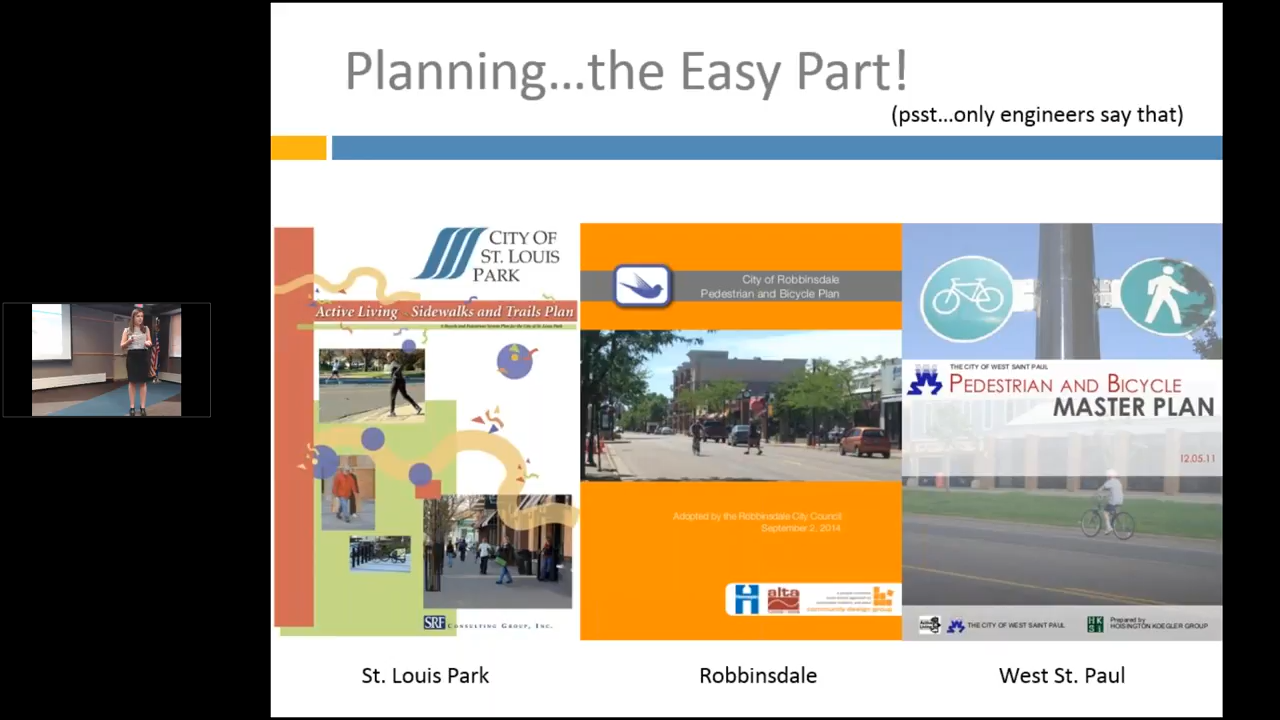 Planning...the Easy Part!
(psst...only engineers say that)
CITY OF
ST. LOUIS
PARK
Active Living Sidewalks and Trails Plan
SRF CONSULTING GROUP, INC.
City of Robbinsdale
Pedestrian and Bicycle Plan
Adopted by the Robbinsdale City Council
September 2, 2014
alta
community design group
THE CITY OF WEST SAINT PAUL
PEDESTRIAN AND BICYCLE
MASTER PLAN
12.05.11
THE CITY OF WEST SAINT PAUL
Prepared by
HOISINGTON KOEGLER GROUP
St. Louis Park
Robbinsdale
West St. Paul